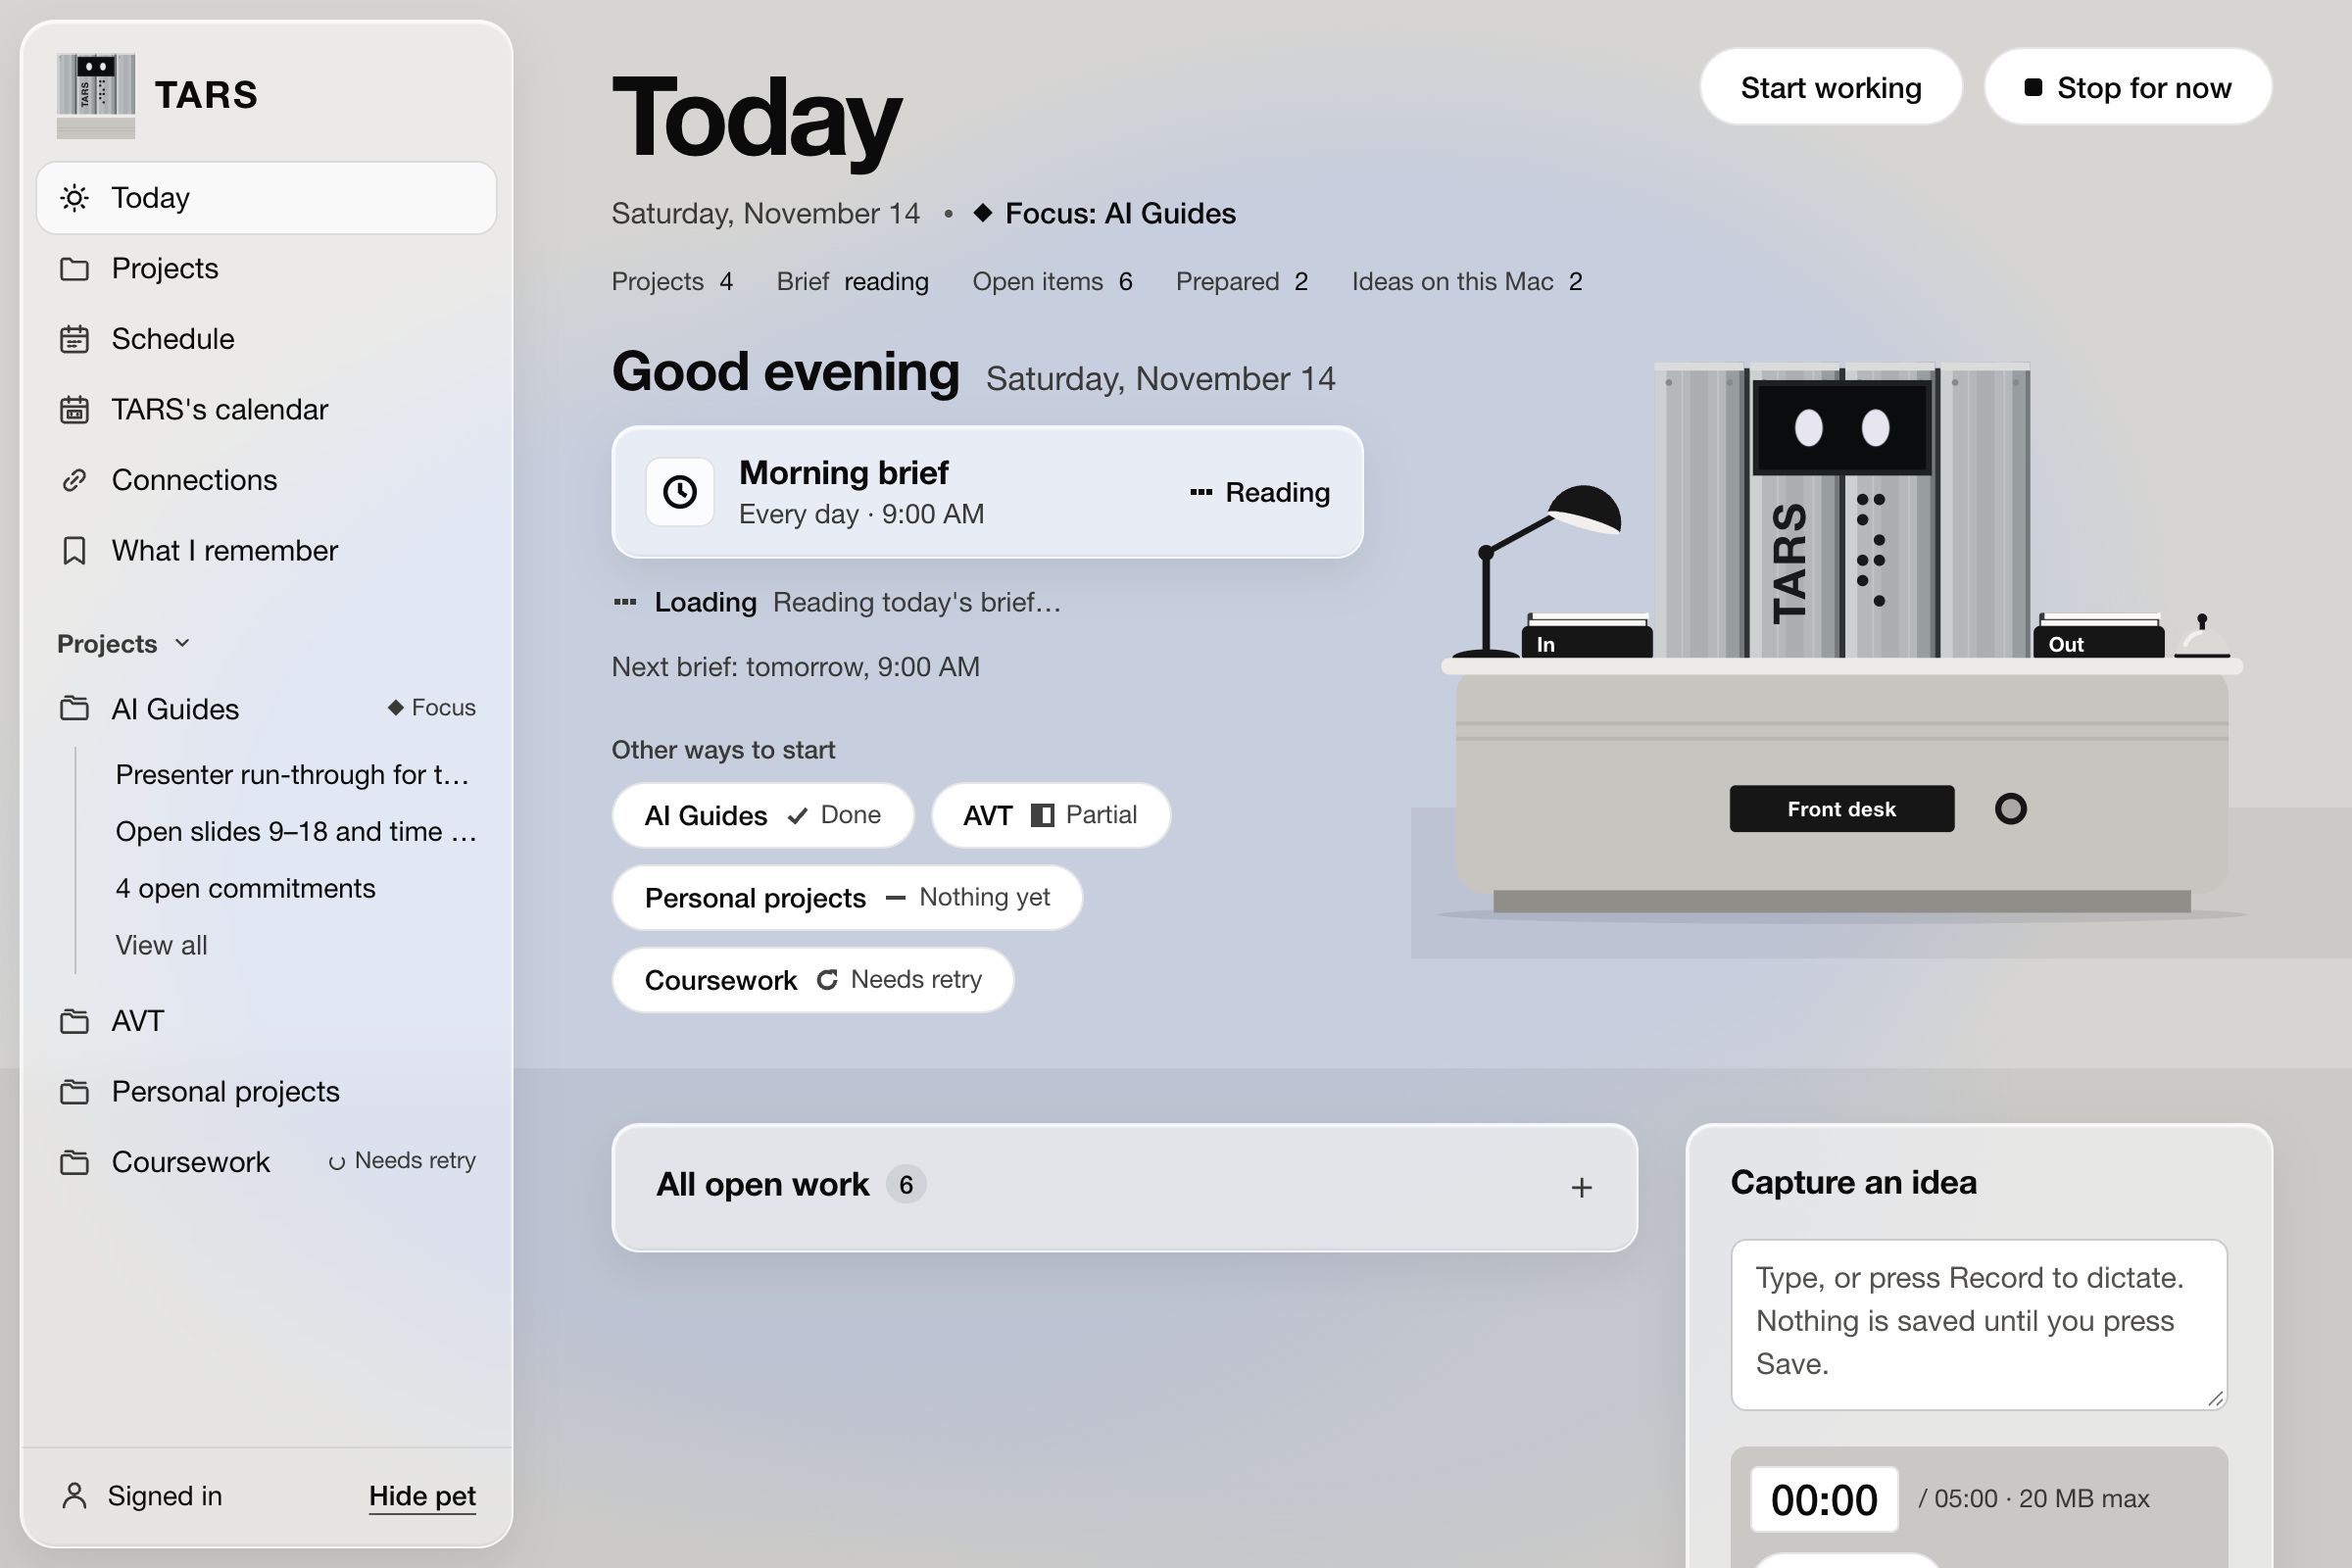 TARS
TARS
Today
Projects
Schedule
TARS's calendar
Connections
What I remember
Projects
AI Guides Focus
Presenter run-through for t…
Open slides 9–18 and time …
4 open commitments
View all
AVT
Personal projects
Coursework Needs retry
Signed in Hide pet
Today
Start working Stop for now
Saturday, November 14 • Focus: AI Guides
Projects 4 Brief reading Open items 6 Prepared 2 Ideas on this Mac 2
Good evening Saturday, November 14
Morning brief
Every day · 9:00 AM
Reading
Loading Reading today's brief…
Next brief: tomorrow, 9:00 AM
Other ways to start
AI Guides Done AVT Partial
Personal projects Nothing yet
Coursework Needs retry
TARS
In
Out
Front desk
All open work 6 +
Capture an idea
Type, or press Record to dictate.
Nothing is saved until you press
Save.
00:00 / 05:00 · 20 MB max